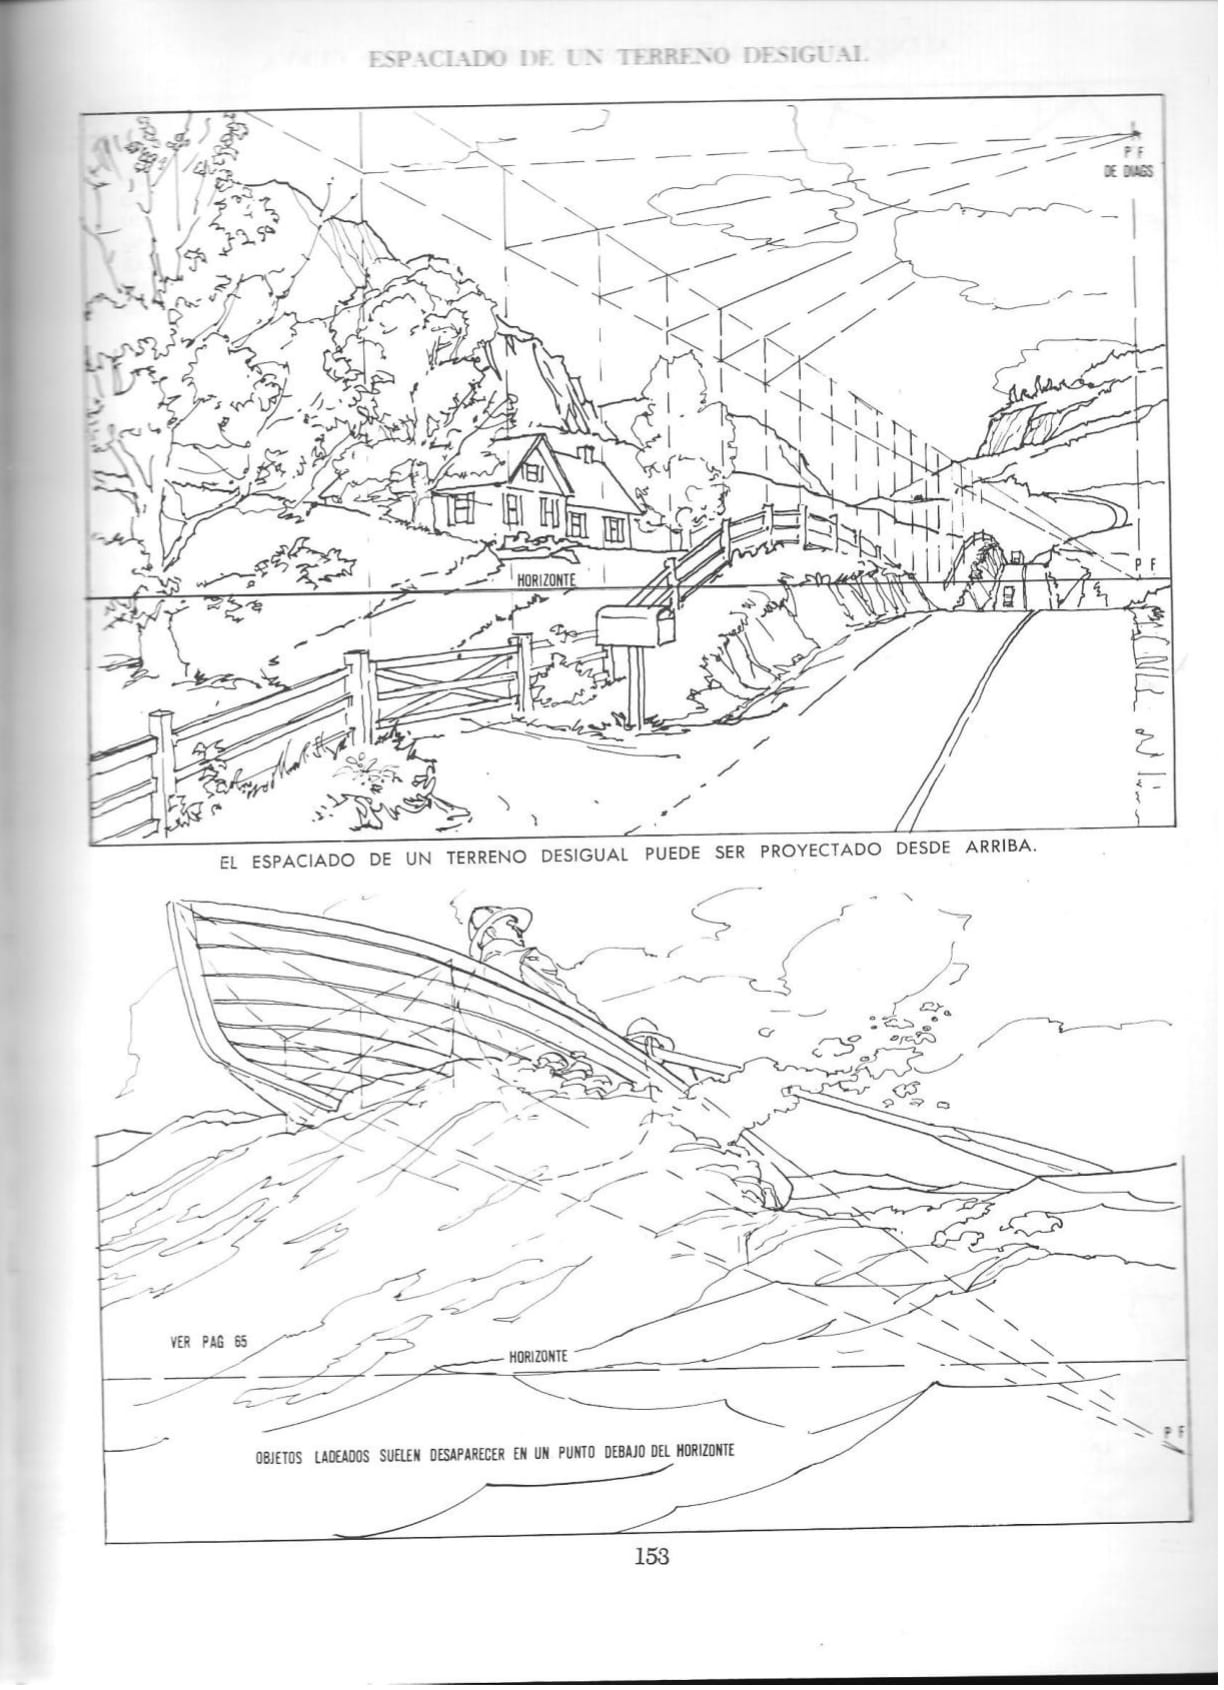 ESPACIADO DE UN TERRENO DESIGUAL
P F
DE DIAGS
HORIZONTE
P F
EL ESPACIADO DE UN TERRENO DESIGUAL PUEDE SER PROYECTADO DESDE ARRIBA.
VER PAG 65
HORIZONTE
P F
OBJETOS LADEADOS SUELEN DESAPARECER EN UN PUNTO DEBAJO DEL HORIZONTE
153